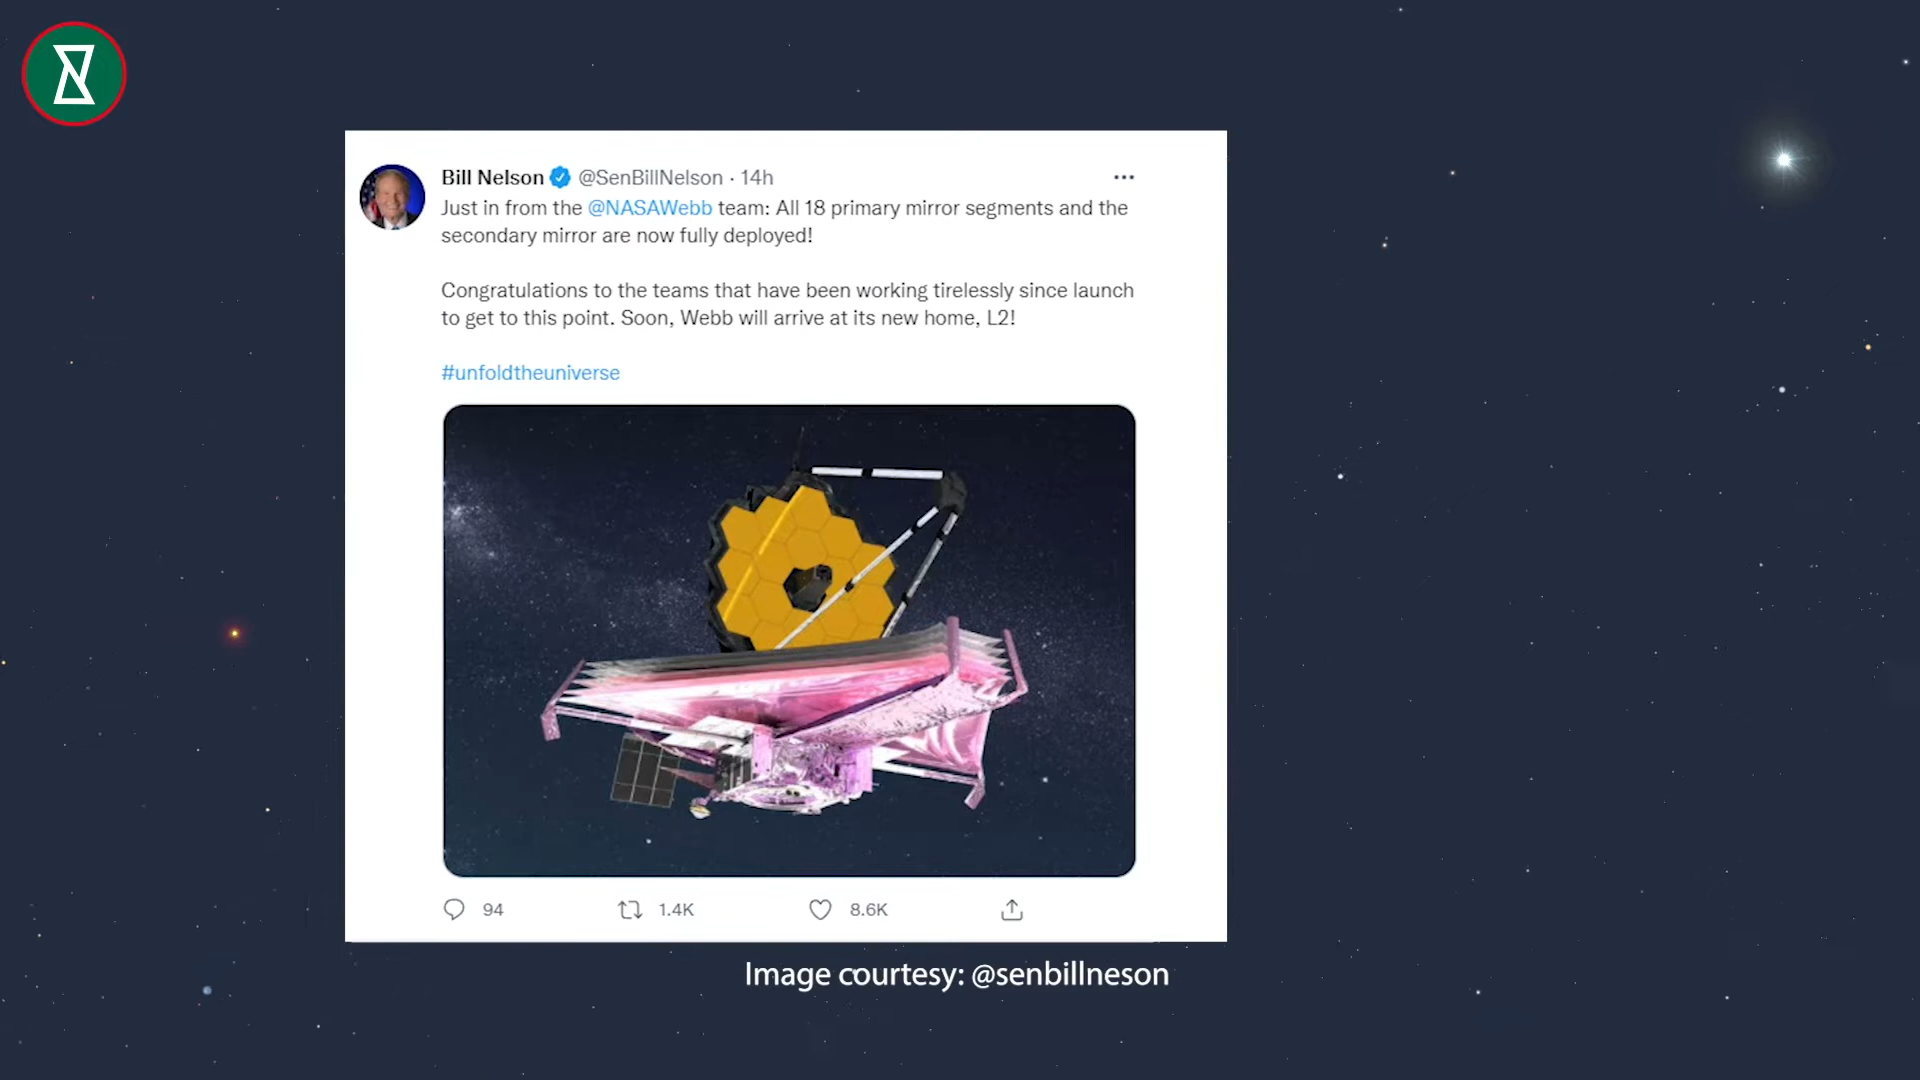 Bill Nelson @SenBillNelson · 14h
Just in from the @NASAWebb team: All 18 primary mirror segments and the
secondary mirror are now fully deployed!
Congratulations to the teams that have been working tirelessly since launch
to get to this point. Soon, Webb will arrive at its new home, L2!
#unfoldtheuniverse
94 1.4K 8.6K
Image courtesy: @senbillneson